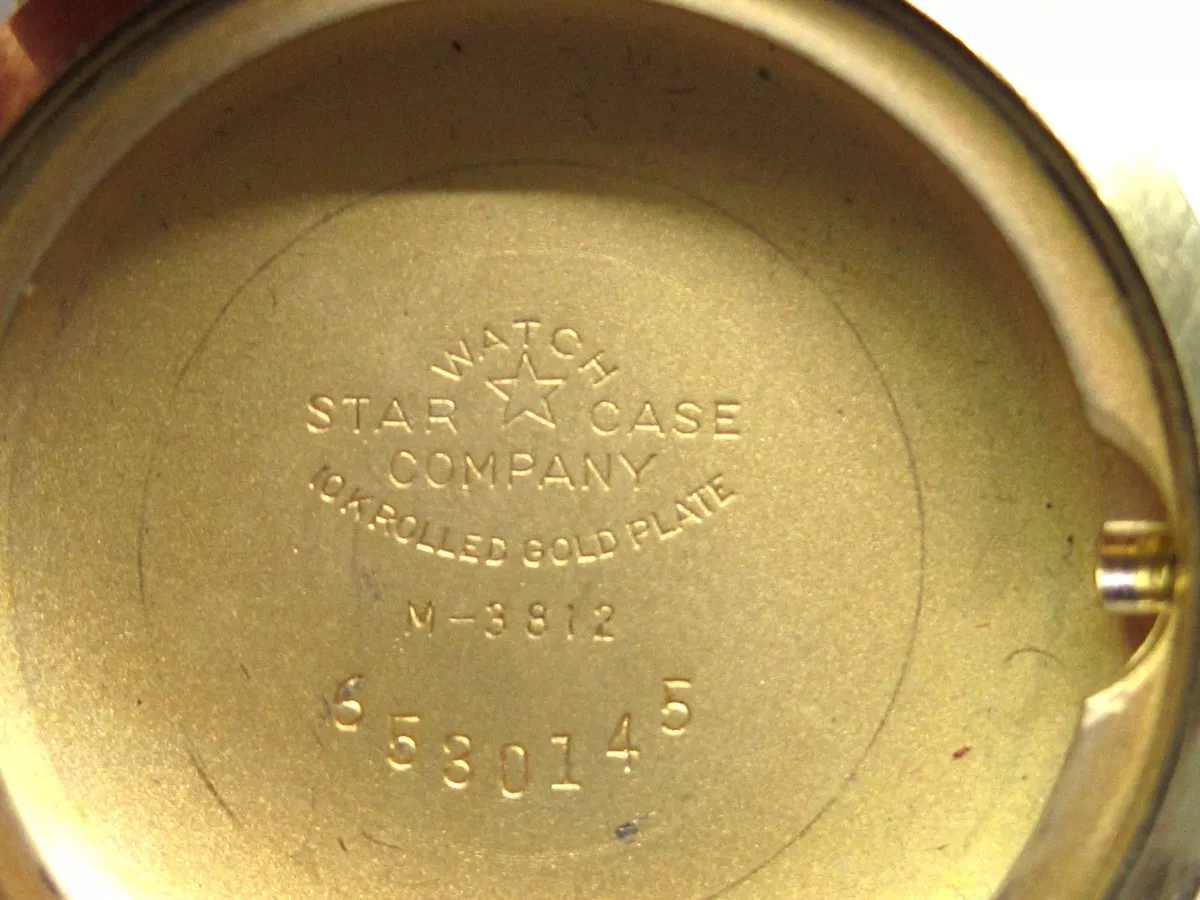 WATCH
STAR CASE
COMPANY
10K ROLLED GOLD PLATE
M-3812
6530145